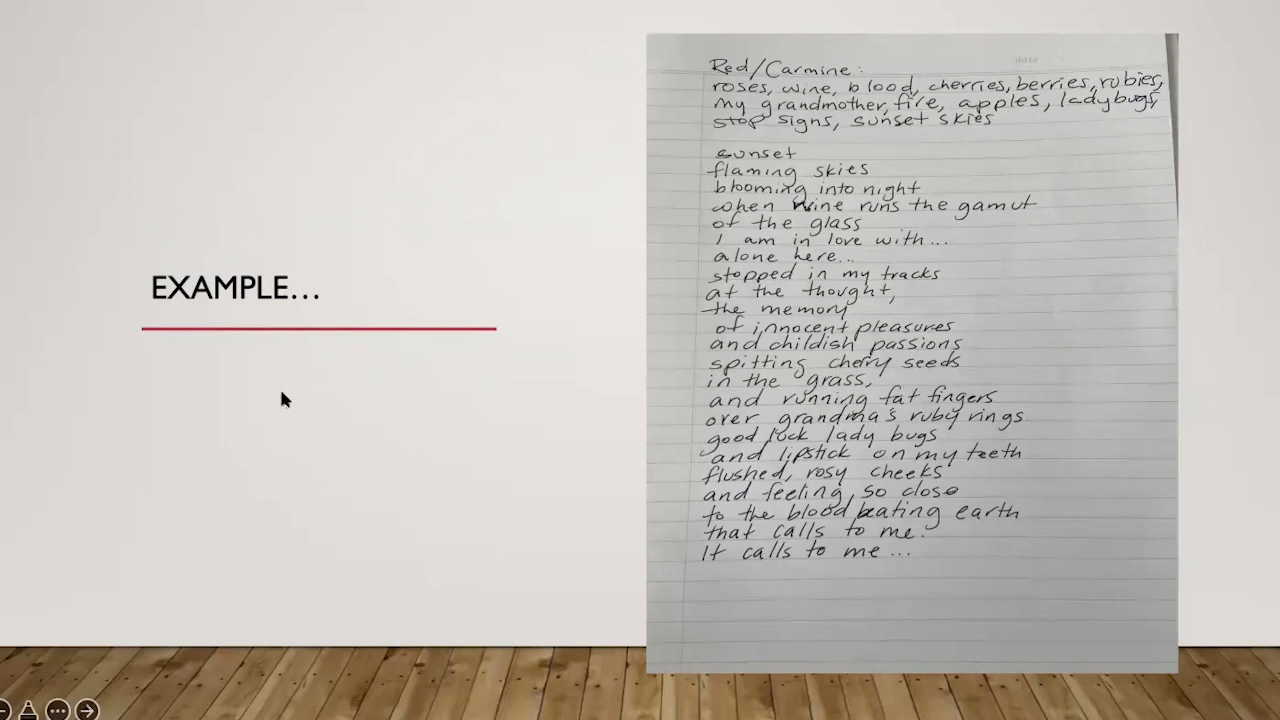 EXAMPLE...
date
Red/Carmine:
roses, wine, blood, cherries, berries, rubies,
my grandmother, fire, apples, ladybugs,
stop signs, sunset skies
sunset
flaming skies
blooming into night
when wine runs the gamut
of the glass
I am in love with...
alone here...
stopped in my tracks
at the thought,
the memory
of innocent pleasures
and childish passions
spitting cherry seeds
in the grass,
and running fat fingers
over grandma's ruby rings
good luck lady bugs
and lipstick on my teeth
flushed, rosy cheeks
and feeling so close
to the blood beating earth
that calls to me.
It calls to me...